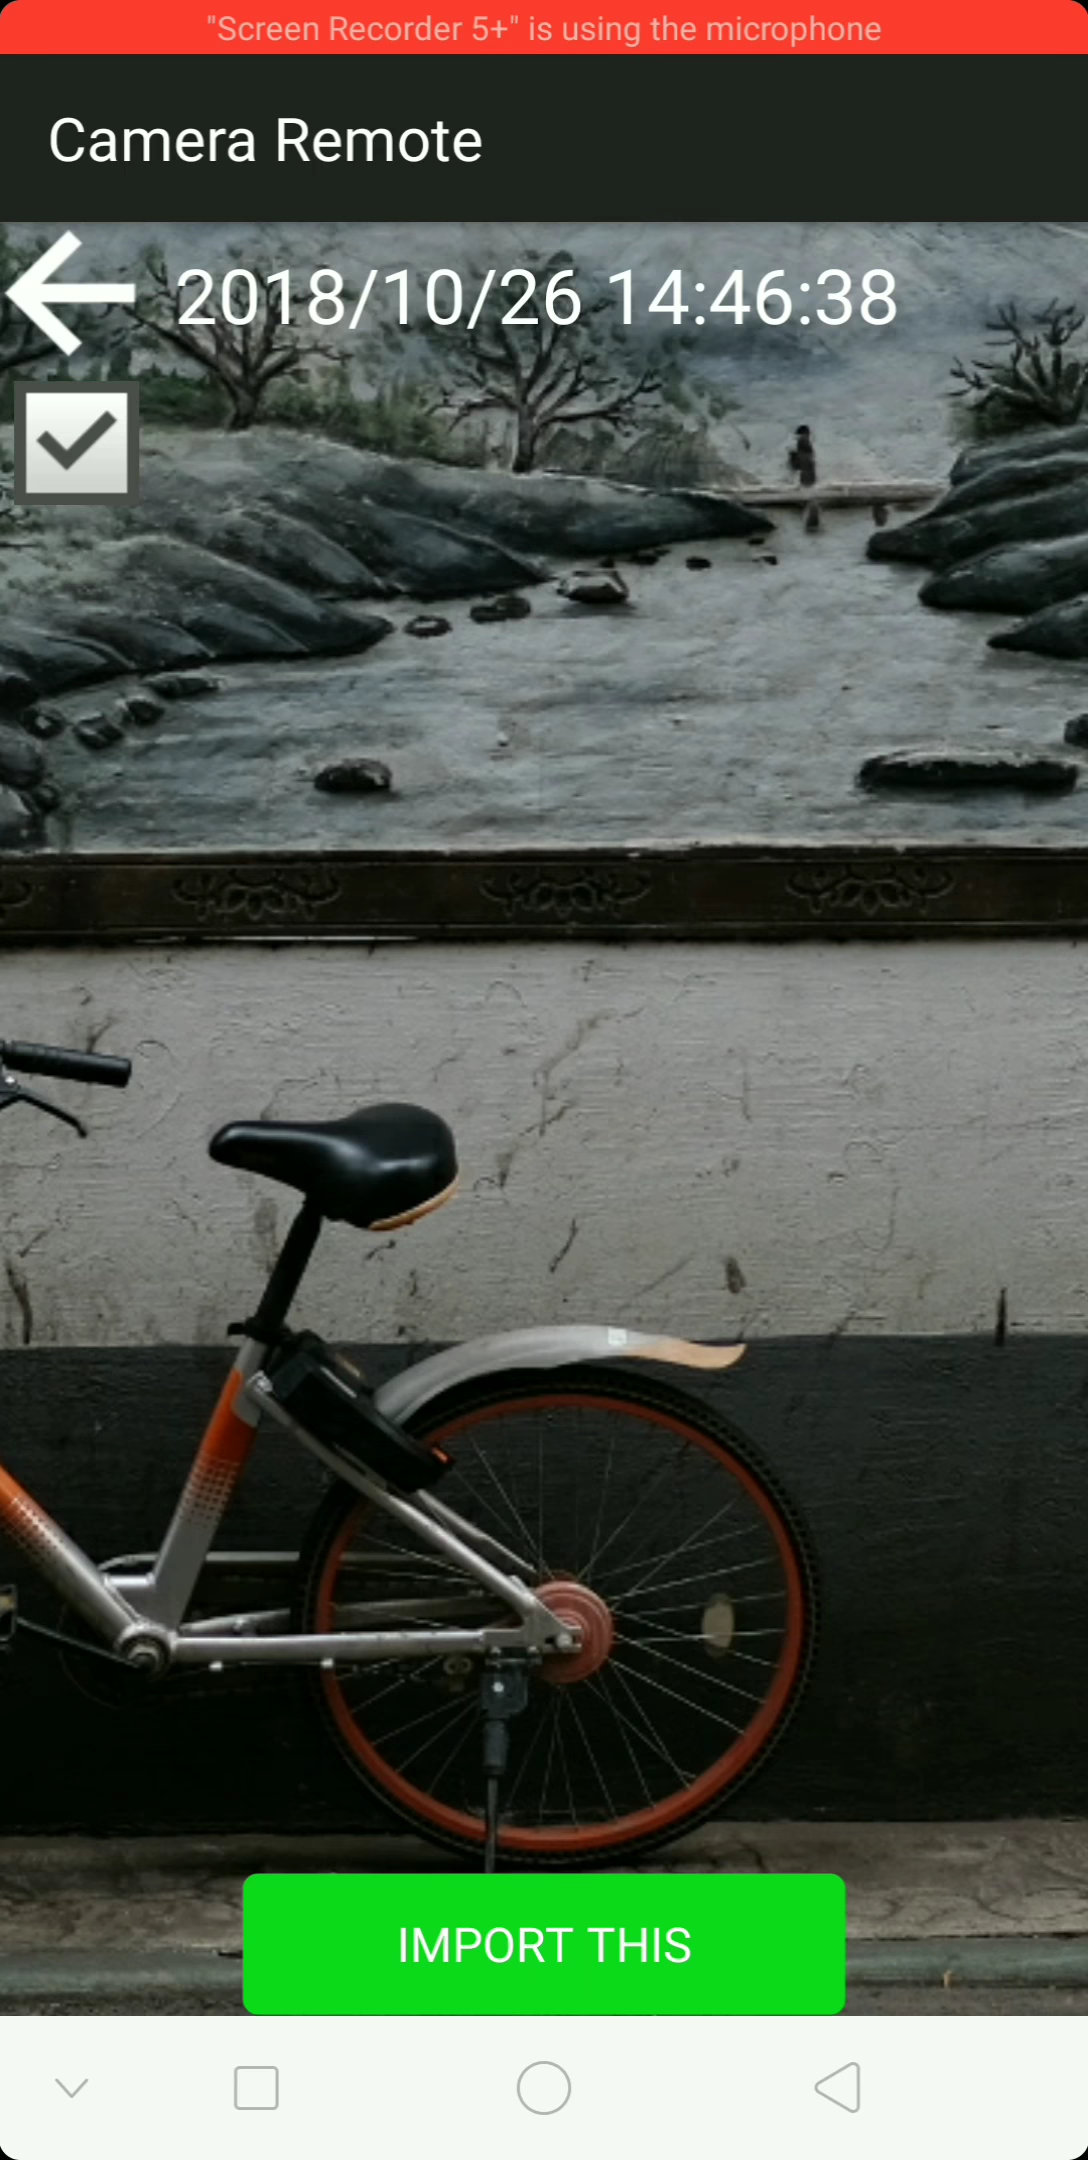 "Screen Recorder 5+" is using the microphone
Camera Remote
2018/10/26 14:46:38
IMPORT THIS